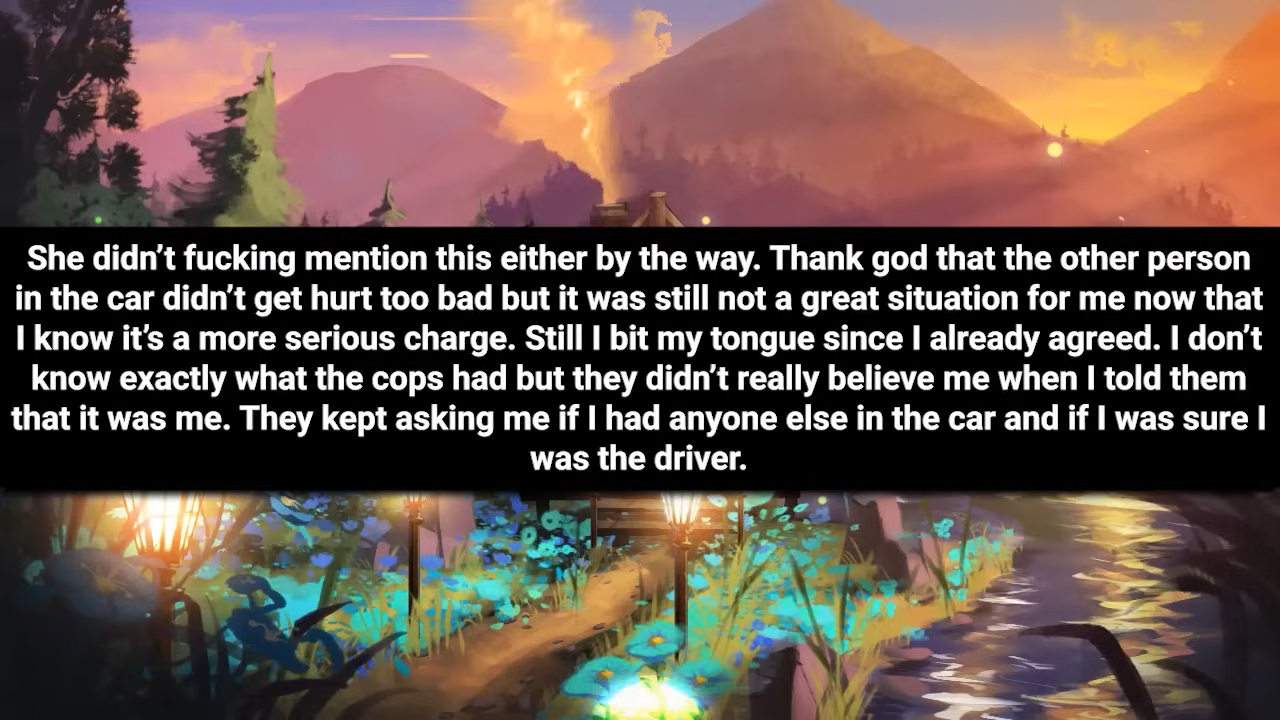 She didn’t fucking mention this either by the way. Thank god that the other person
in the car didn’t get hurt too bad but it was still not a great situation for me now that
I know it’s a more serious charge. Still I bit my tongue since I already agreed. I don’t
know exactly what the cops had but they didn’t really believe me when I told them
that it was me. They kept asking me if I had anyone else in the car and if I was sure I
was the driver.